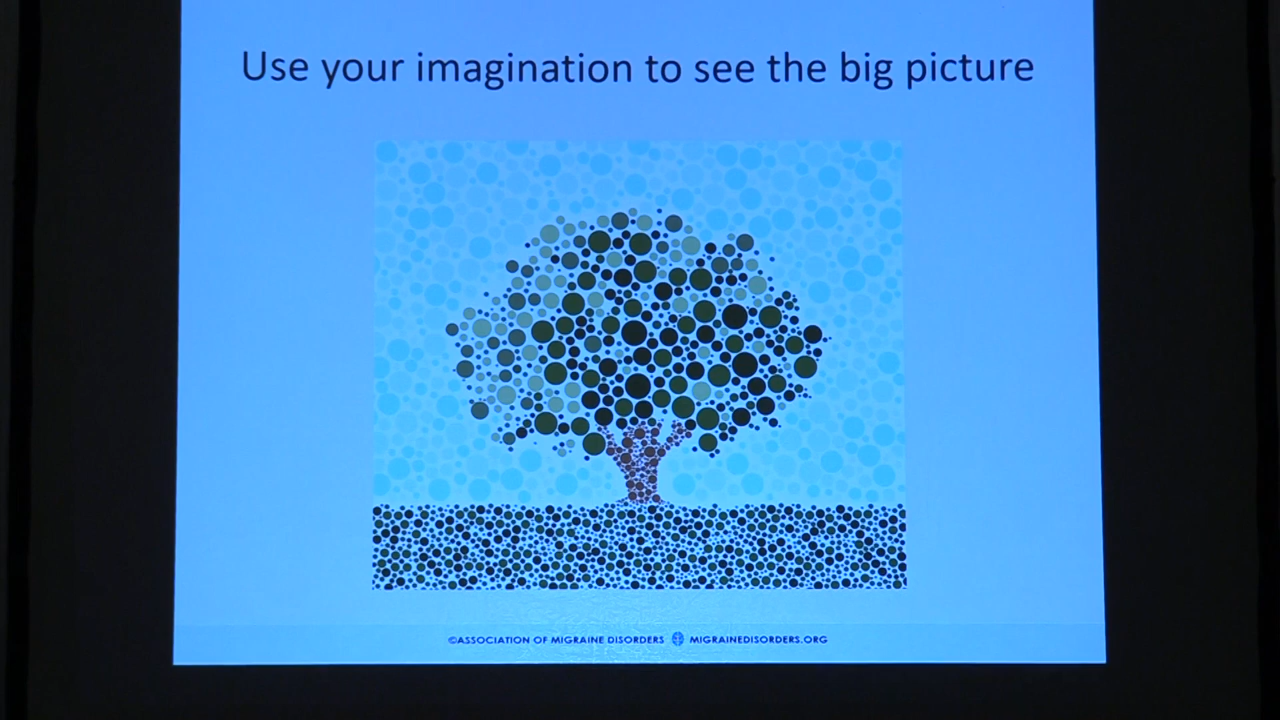 Use your imagination to see the big picture
©ASSOCIATION OF MIGRAINE DISORDERS MIGRAINEDISORDERS.ORG